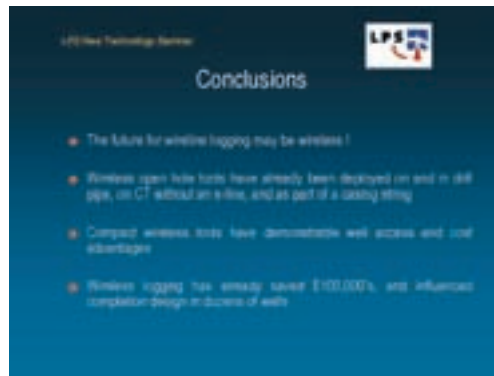 LPS New Technology Seminar
LPS
Conclusions
The future for wireline logging may be wireless !
Wireless open hole tools have already been deployed on and in drill
pipe, on CT without an e-line, and as part of a casing string
Compact wireless tools have demonstrable well access and cost
advantages
Wireless logging has already saved £100,000's, and influenced
completion design in dozens of wells